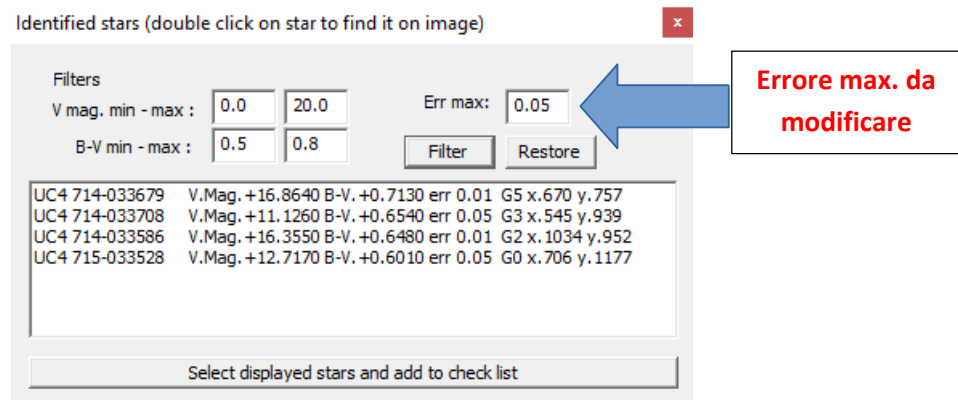 Identified stars (double click on star to find it on image)
x
Filters
V mag. min - max : 0.0 20.0 Err max: 0.05
B-V min - max : 0.5 0.8 Filter Restore
Errore max. da
modificare
UC4 714-033679 V.Mag.+16.8640 B-V.+0.7130 err 0.01 G5 x.670 y.757
UC4 714-033708 V.Mag.+11.1260 B-V.+0.6540 err 0.05 G3 x.545 y.939
UC4 714-033586 V.Mag.+16.3550 B-V.+0.6480 err 0.01 G2 x.1034 y.952
UC4 715-033528 V.Mag.+12.7170 B-V.+0.6010 err 0.05 G0 x.706 y.1177
Select displayed stars and add to check list